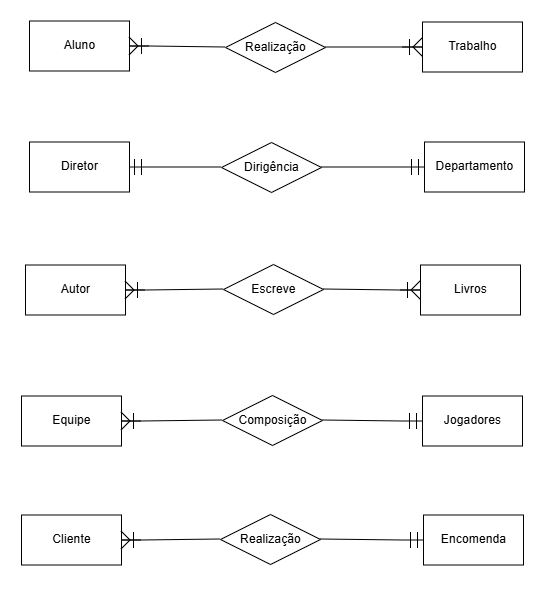 Aluno Realização Trabalho
Diretor Dirigência Departamento
Autor Escreve Livros
Equipe Composição Jogadores
Cliente Realização Encomenda